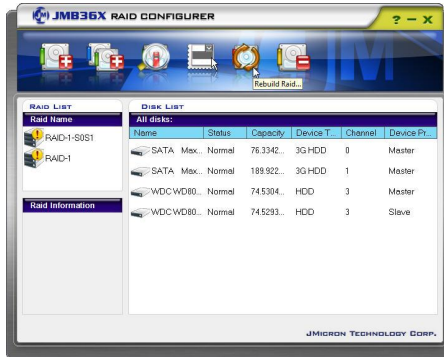 JMB36X RAID CONFIGURER
? – X
Rebuild Raid...
RAID LIST
Raid Name
RAID-1-S0S1
RAID-1
Raid Information
DISK LIST
All disks:
Name Status Capacity Device T... Channel Device Pr...
SATA Max... Normal 76.3342... 3G HDD 0 Master
SATA Max... Normal 189.922... 3G HDD 1 Master
WDC WD80... Normal 74.5304... HDD 3 Master
WDC WD80... Normal 74.5293... HDD 3 Slave
JMICRON TECHNOLOGY CORP.